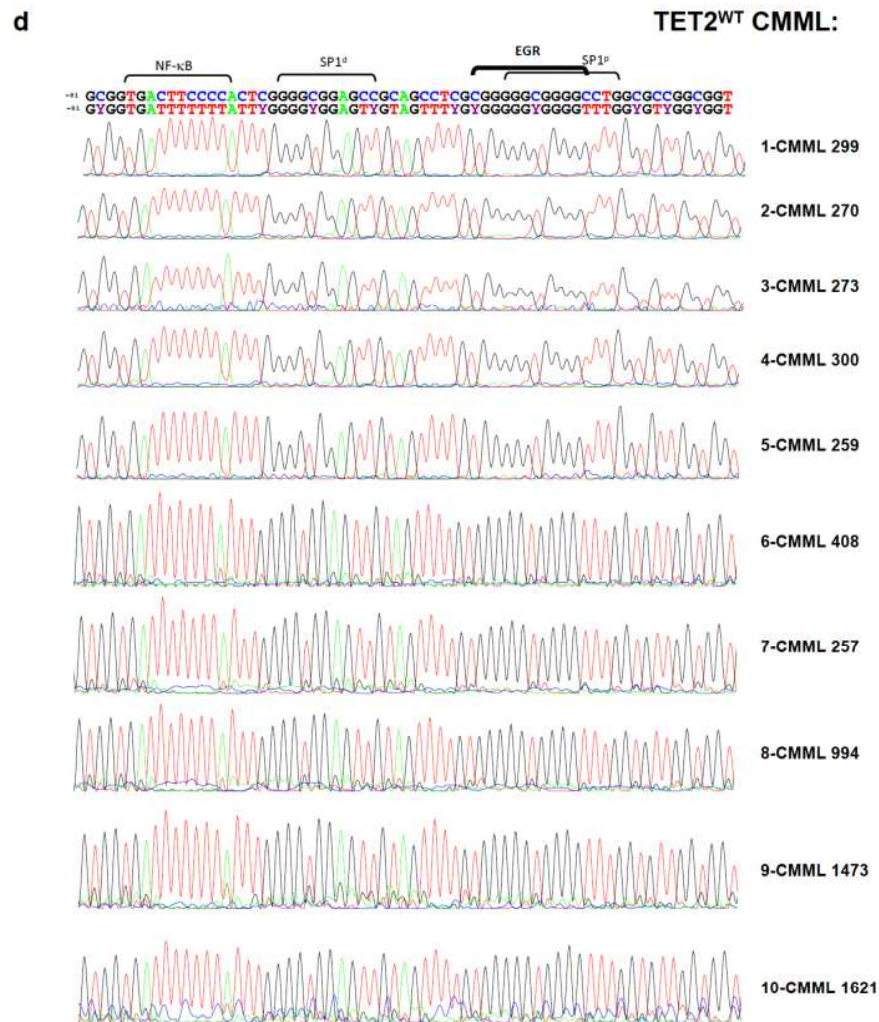 d
TET2ᵂᵀ CMML:
EGR
NF-κB
SP1ᵈ
SP1ᵖ
-81 GCGGTGACTTCCCCACTCGGGGCGGAGCCGCAGCCTCGCGGGGGCGGGGCCTGGCGCCGGCGGT
-81 GYGGTGATTTTTTTATTYGGGGYGGAGTYGTAGTTTYGYGGGGGYGGGGTTTGGYGTYGGYGGT
1-CMML 299
2-CMML 270
3-CMML 273
4-CMML 300
5-CMML 259
6-CMML 408
7-CMML 257
8-CMML 994
9-CMML 1473
10-CMML 1621